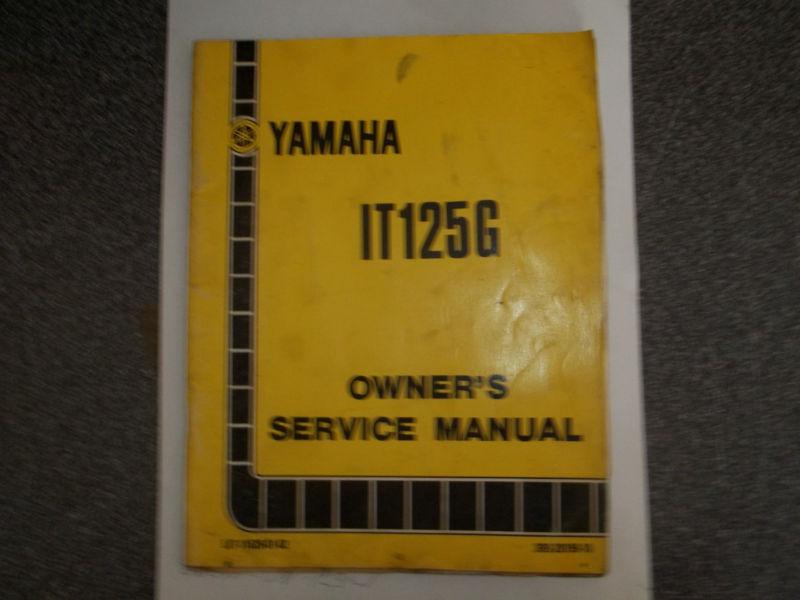 YAMAHA
IT125G
OWNER'S
SERVICE MANUAL